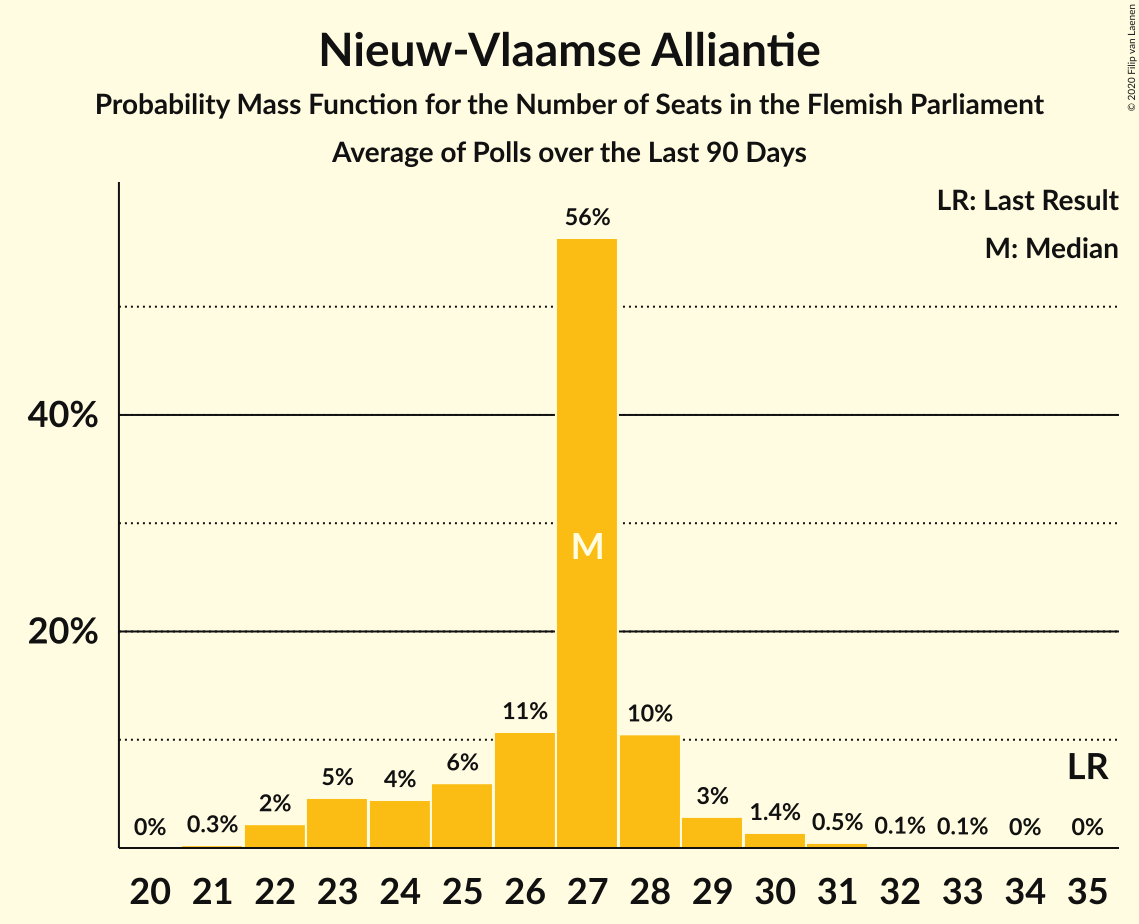 Nieuw-Vlaamse Alliantie
Probability Mass Function for the Number of Seats in the Flemish Parliament
Average of Polls over the Last 90 Days
© 2020 Filip van Laenen
LR: Last Result
M: Median
56%
40%
M
20%
11%
10%
LR
6%
5%
4%
3%
2%
1.4%
0.5%
0.3%
0%
0.1%
0.1%
0%
0%
20 21 22 23 24 25 26 27 28 29 30 31 32 33 34 35